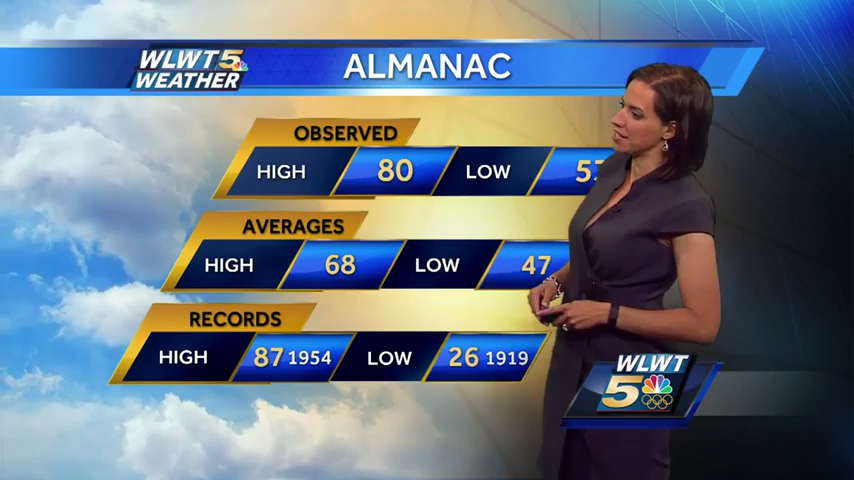 WLWT 5
WEATHER
ALMANAC
OBSERVED
HIGH 80 LOW
AVERAGES
HIGH 68 LOW 47
RECORDS
HIGH 87 1954 LOW 26 1919
WLWT
5